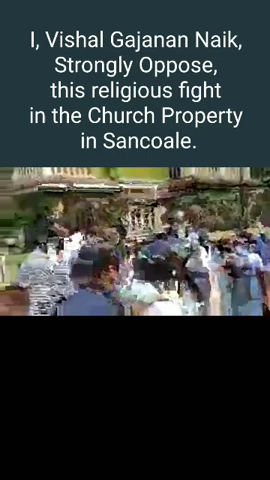 I, Vishal Gajanan Naik,
Strongly Oppose,
this religious fight
in the Church Property
in Sancoale.